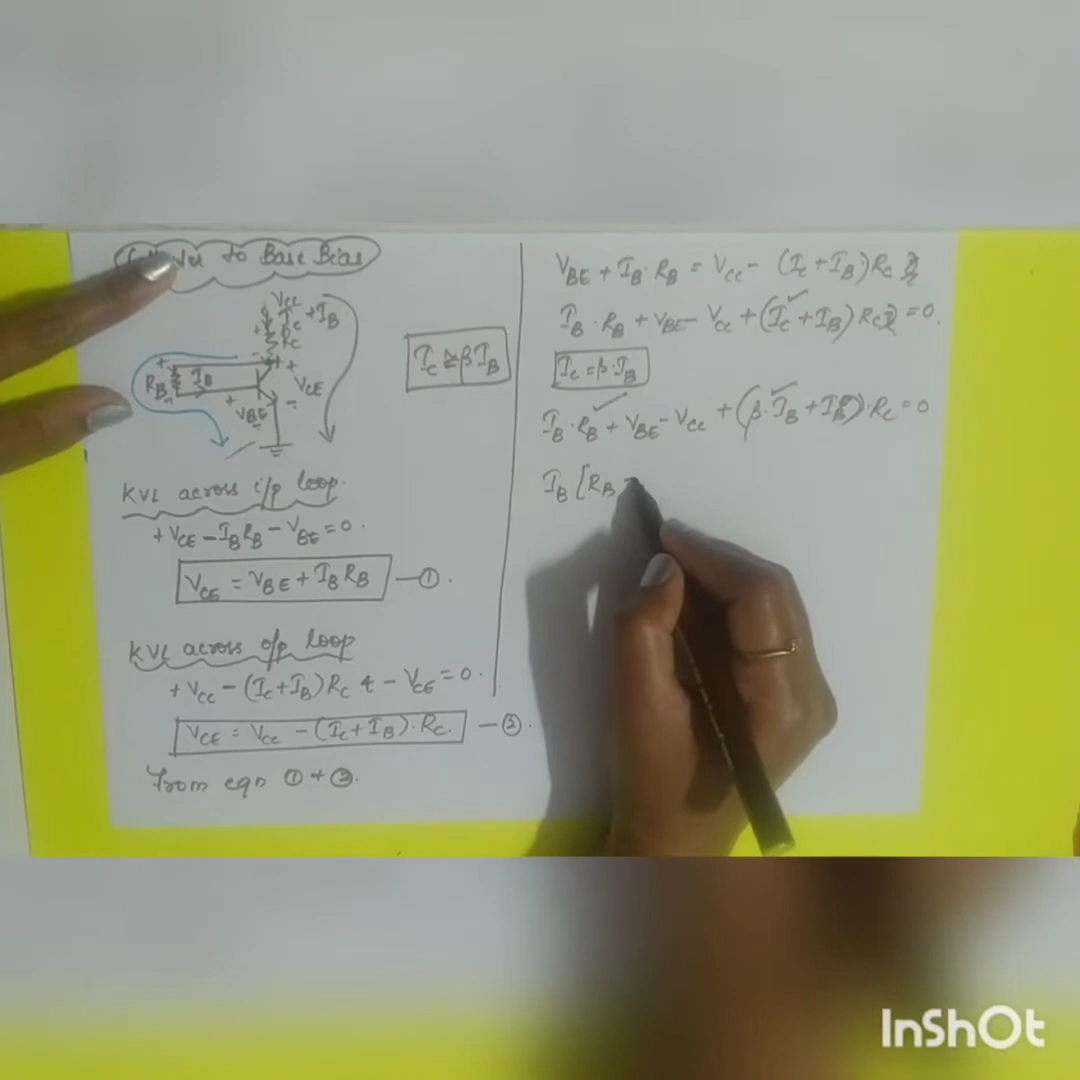 to Base Bias
VCC
IC + IB
+ RC
- +
+ RB IB VCE
- + VBE -
-
IC ≅ βIB
KVL across i/p loop.
+ VCE - IB RB - VBE = 0.
VCE = VBE + IB RB —①.
KVL across o/p loop
+ VCC - (IC + IB) RC - VCE = 0.
VCE = VCC - (IC + IB) · RC. —②.
From eqn ① + ②.
VBE + IB · RB = VCC - (IC + IB) RC
IB · RB + VBE - VCC + (IC + IB) RC = 0.
IC = β · IB
IB · RB + VBE - VCC + (β · IB + IB) · RC = 0
IB [RB
InShOt